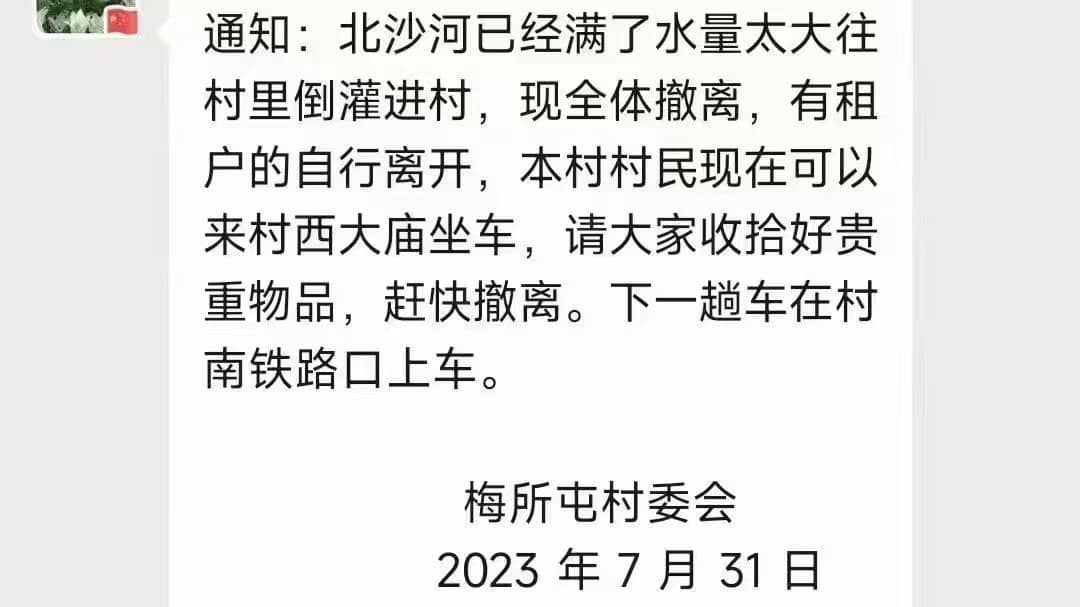 通知：北沙河已经满了水量太大往
村里倒灌进村，现全体撤离，有租
户的自行离开，本村村民现在可以
来村西大庙坐车，请大家收拾好贵
重物品，赶快撤离。下一趟车在村
南铁路口上车。
梅所屯村委会
2023 年 7 月 31 日